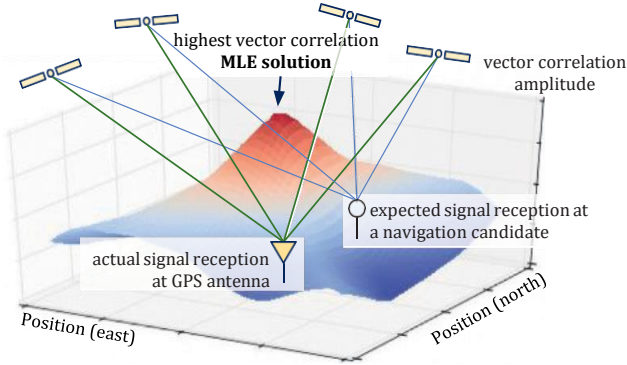 highest vector correlation
MLE solution
vector correlation
amplitude
expected signal reception at
a navigation candidate
actual signal reception
at GPS antenna
Position (east)
Position (north)